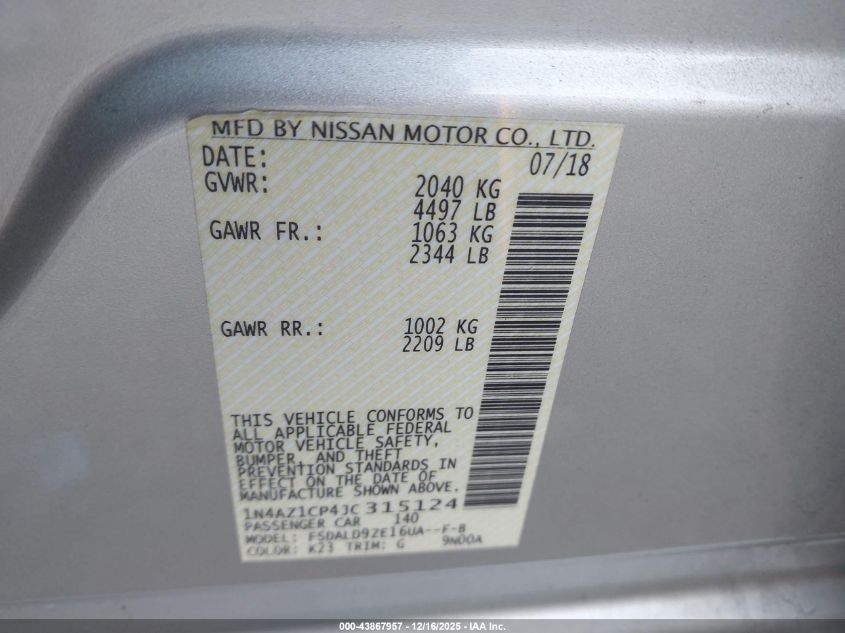 MFD BY NISSAN MOTOR CO., LTD.
DATE: 07/18
GVWR: 2040 KG
4497 LB
GAWR FR.: 1063 KG
2344 LB
GAWR RR.: 1002 KG
2209 LB
THIS VEHICLE CONFORMS TO
ALL APPLICABLE FEDERAL
MOTOR VEHICLE SAFETY,
BUMPER, AND THEFT
PREVENTION STANDARDS IN
EFFECT ON THE DATE OF
MANUFACTURE SHOWN ABOVE.
1N4AZ1CP4JC315124
PASSENGER CAR 140
MODEL: FSDALD9ZE16UA--F-B
COLOR: K23 TRIM: G 9N00A
000-43867957 - 12/16/2025 - IAA Inc.